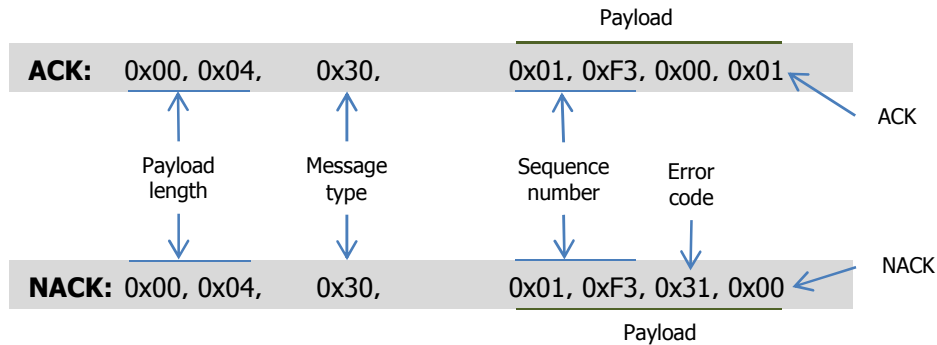 Payload
ACK: 0x00, 0x04, 0x30, 0x01, 0xF3, 0x00, 0x01
ACK
Payload length
Message type
Sequence number
Error code
NACK
NACK: 0x00, 0x04, 0x30, 0x01, 0xF3, 0x31, 0x00
Payload